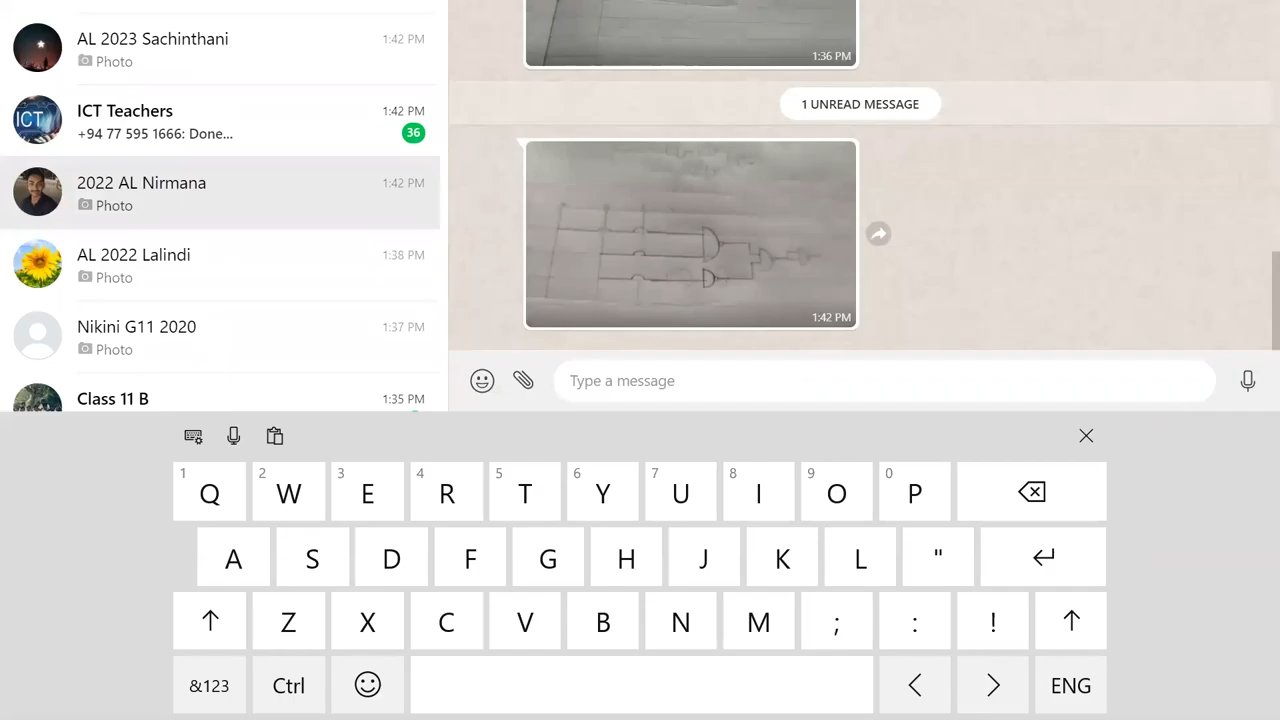 AL 2023 Sachinthani
1:42 PM
Photo
ICT Teachers
1:42 PM
+94 77 595 1666: Done...
36
ICT
2022 AL Nirmana
1:42 PM
Photo
AL 2022 Lalindi
1:38 PM
Photo
Nikini G11 2020
1:37 PM
Photo
Class 11 B
1:35 PM
1:36 PM
1 UNREAD MESSAGE
1:42 PM
Type a message
1 Q 2 W 3 E 4 R 5 T 6 Y 7 U 8 I 9 O 0 P
A S D F G H J K L "
Z X C V B N M ; : !
&123 Ctrl ENG